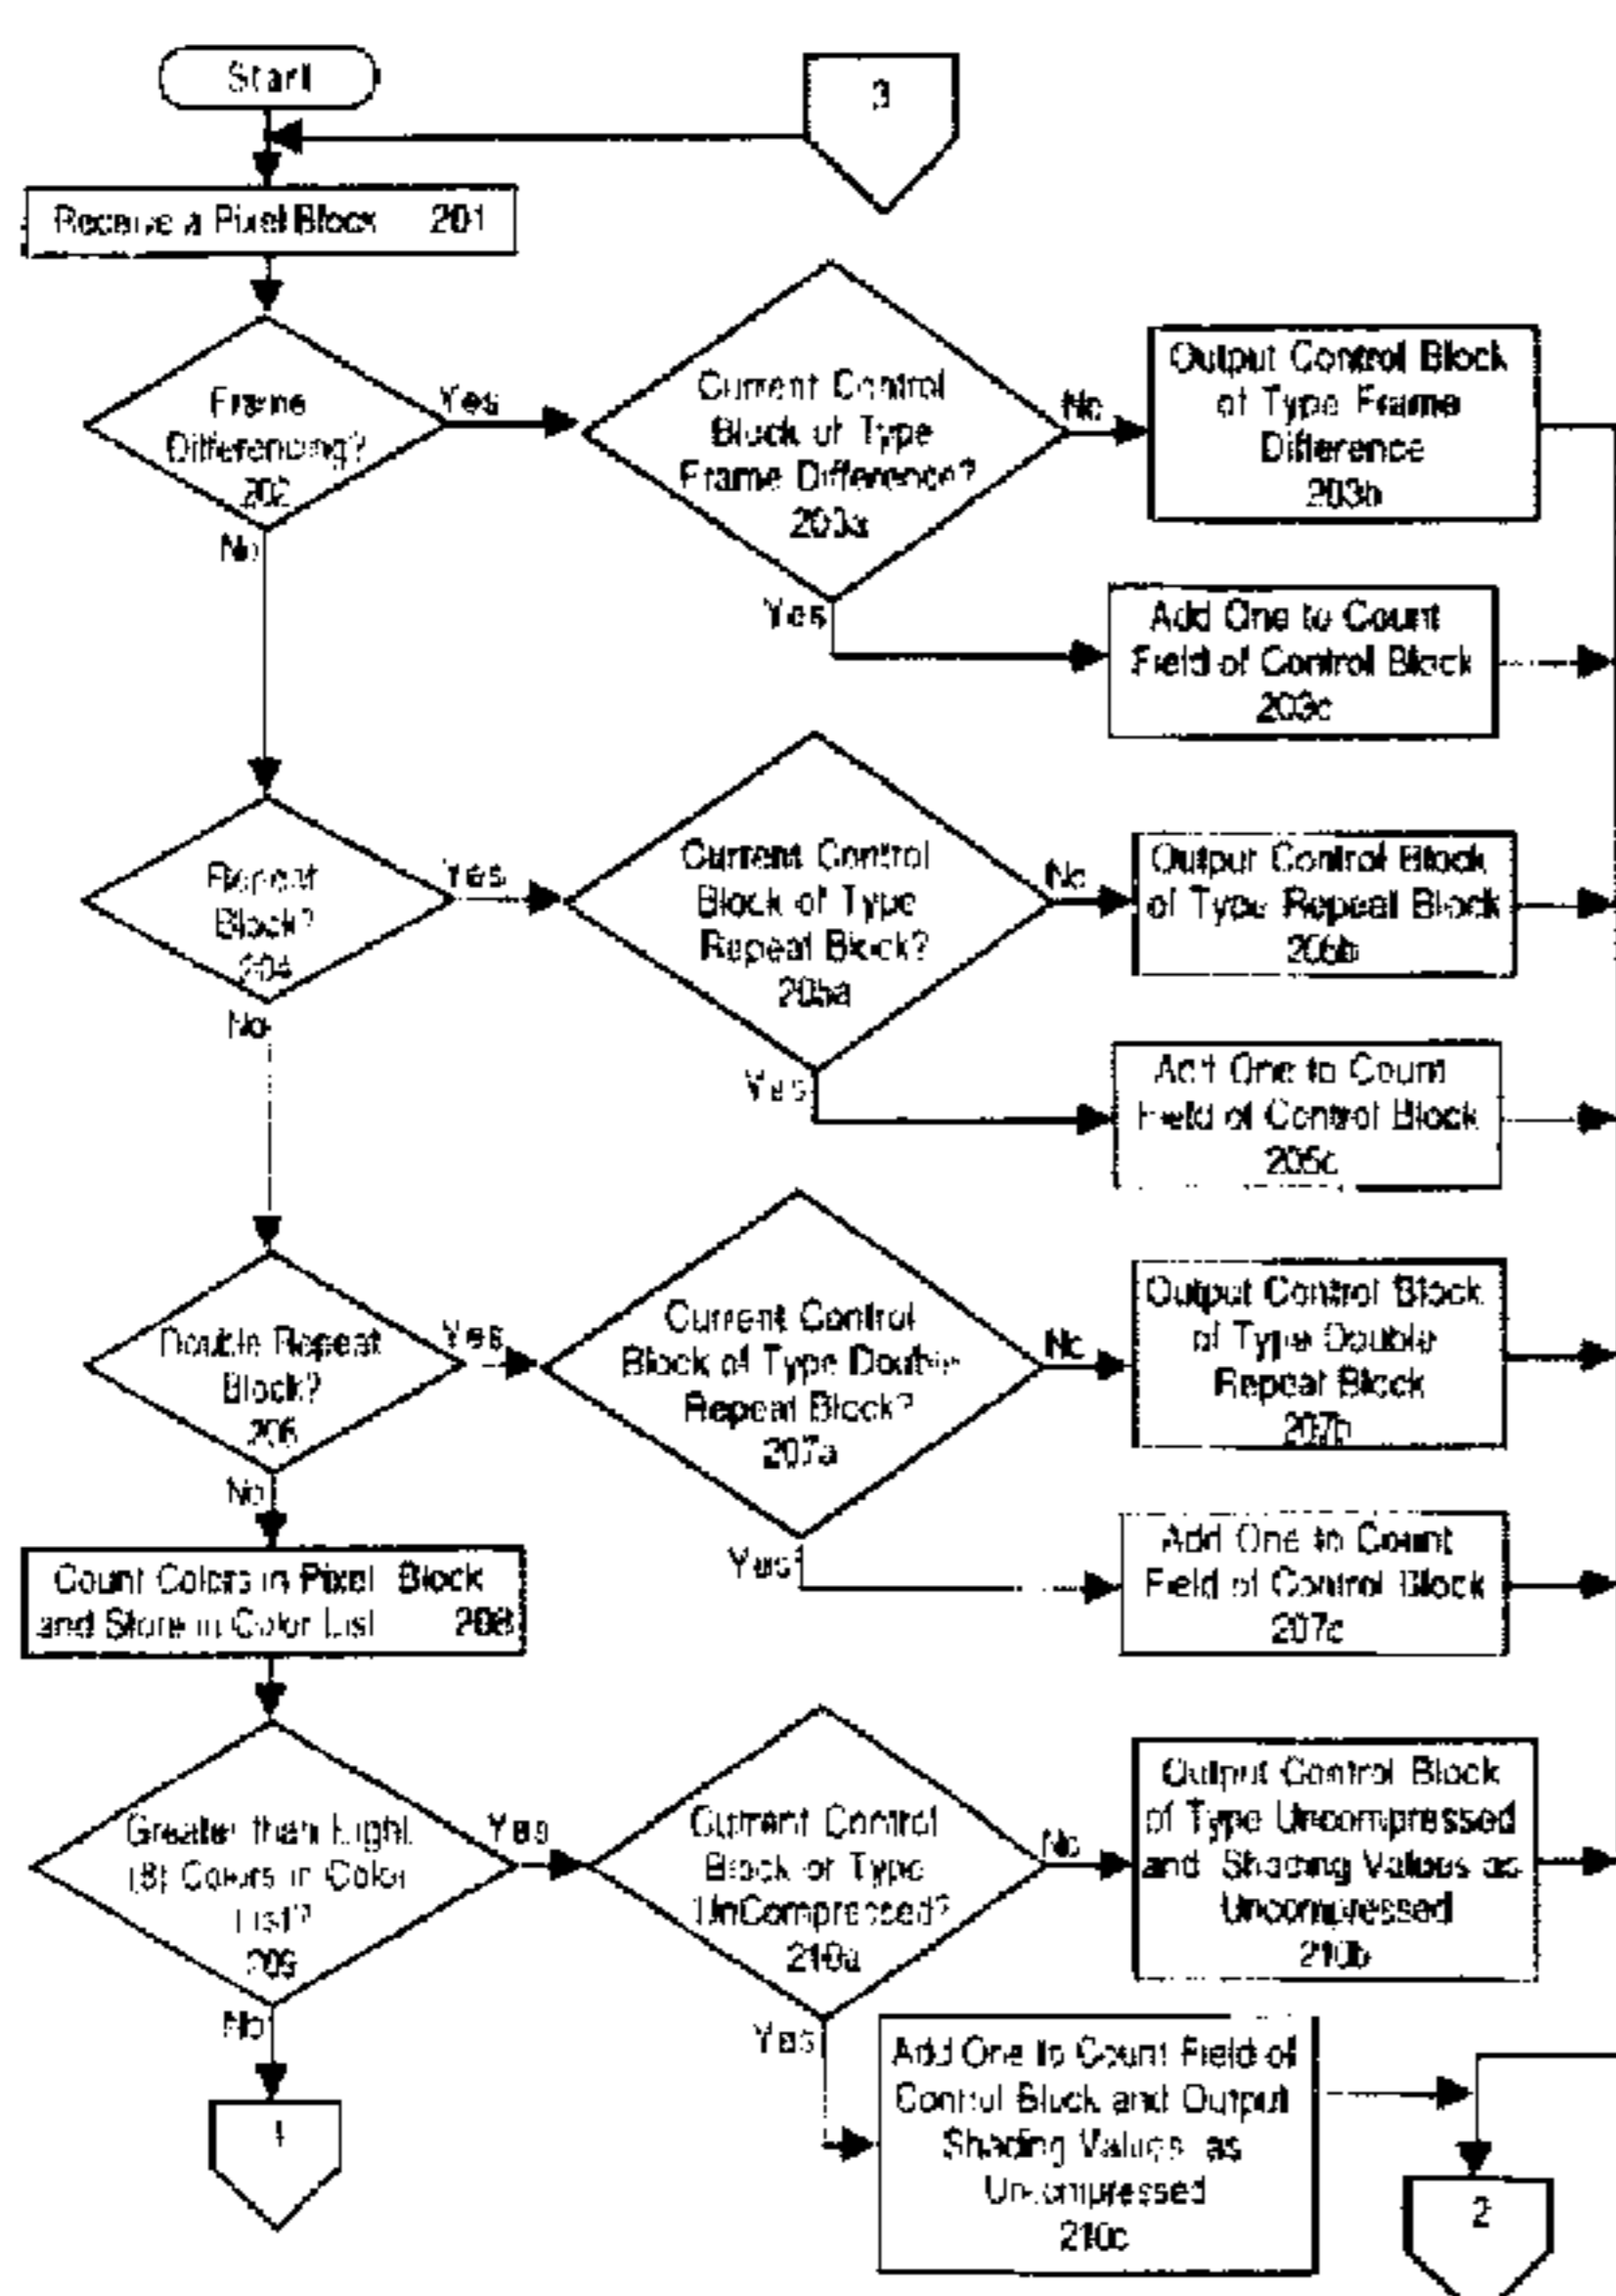 Start
3
Receive a Pixel Block 201
Frame
Differencing?
202
Yes
No
Current Control
Block of Type
Frame Difference?
203a
No
Yes
Output Control Block
of Type Frame
Difference
203b
Add One to Count
Field of Control Block
203c
Repeat
Block?
204
Yes
No
Current Control
Block of Type
Repeat Block?
205a
No
Yes
Output Control Block
of Type Repeat Block
205b
Add One to Count
Field of Control Block
205c
Double Repeat
Block?
206
Yes
No
Current Control
Block of Type Double
Repeat Block?
207a
No
Yes
Output Control Block
of Type Double
Repeat Block
207b
Add One to Count
Field of Control Block
207c
Count Colors in Pixel Block
and Store in Color List 208
Greater than Eight
(8) Colors in Color
List?
209
Yes
No
Current Control
Block of Type
UnCompressed?
210a
No
Yes
Output Control Block
of Type Uncompressed
and Shading Values as
Uncompressed
210b
Add One to Count Field of
Control Block and Output
Shading Values as
Uncompressed
210c
1
2